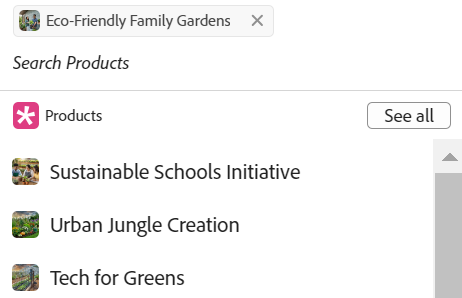 Eco-Friendly Family Gardens
Search Products
Products
See all
Sustainable Schools Initiative
Urban Jungle Creation
Tech for Greens